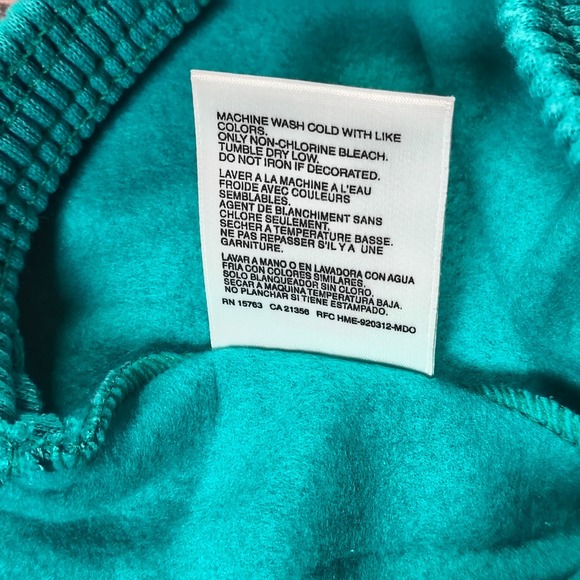 MACHINE WASH COLD WITH LIKE
COLORS.
ONLY NON-CHLORINE BLEACH.
TUMBLE DRY LOW.
DO NOT IRON IF DECORATED.
LAVER A LA MACHINE A L'EAU
FROIDE AVEC COULEURS
SEMBLABLES.
AGENT DE BLANCHIMENT SANS
CHLORE SEULEMENT.
SECHER A TEMPERATURE BASSE.
NE PAS REPASSER S'IL Y A UNE
GARNITURE.
LAVAR A MANO O EN LAVADORA CON AGUA
FRIA CON COLORES SIMILARES.
SOLO BLANQUEADOR SIN CLORO.
SECAR A MAQUINA TEMPERATURA BAJA.
NO PLANCHAR SI TIENE ESTAMPADO.
RN 15763 CA 21356 RFC HME-920312-MDO